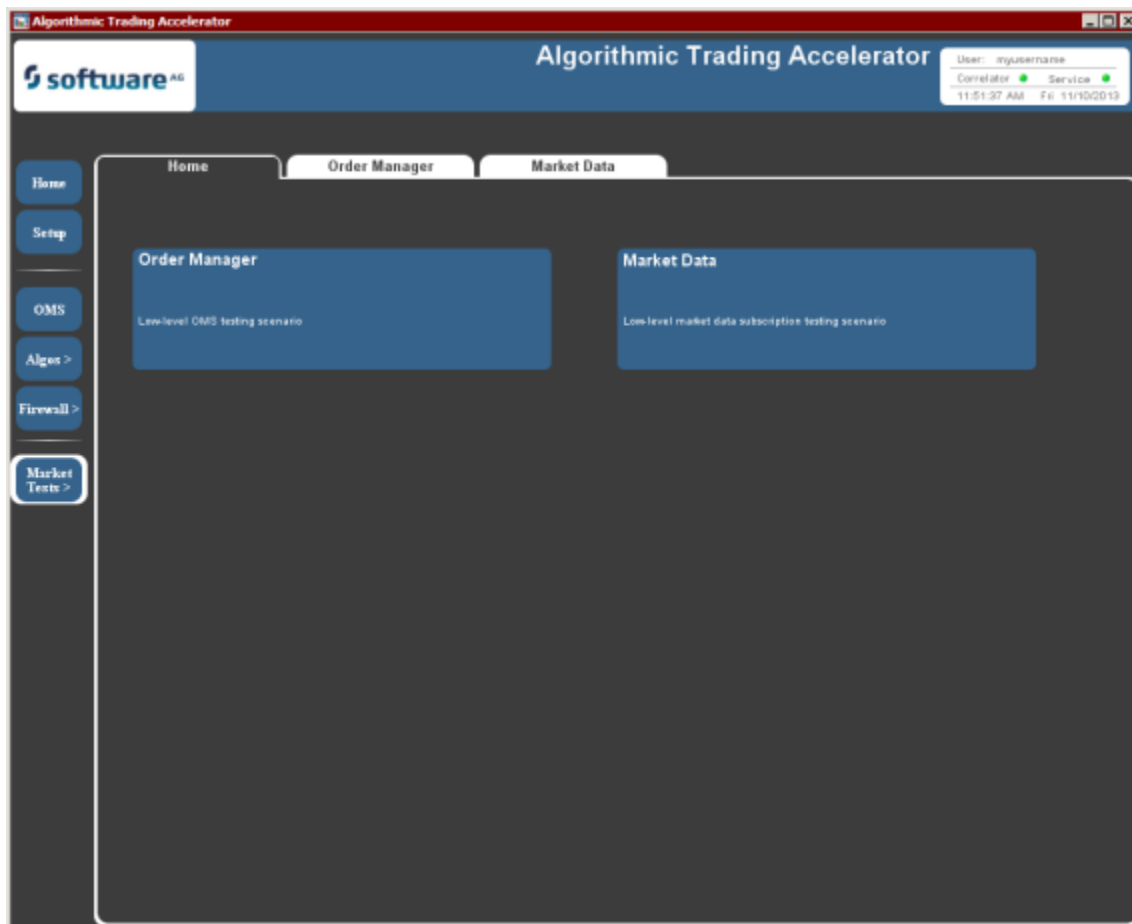 Algorithmic Trading Accelerator
software AG
Algorithmic Trading Accelerator
User: myusername
Correlator Service
11:51:37 AM Fri 11/10/2013
Home
Order Manager
Market Data
Home
Setup
OMS
Algos >
Firewall >
Market
Tests >
Order Manager
Low-level OMS testing scenario
Market Data
Low-level market data subscription testing scenario